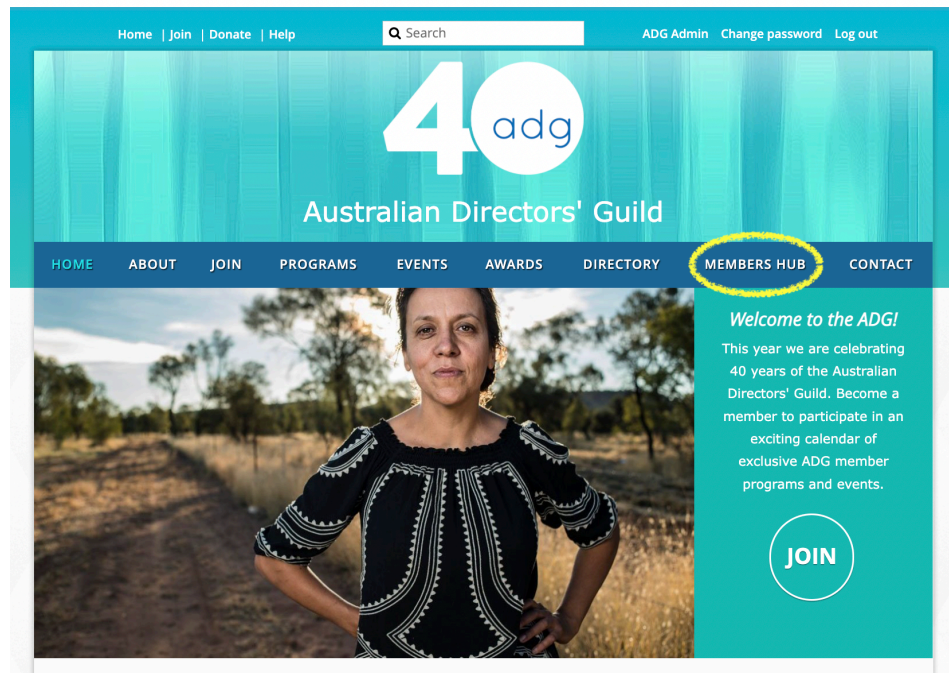 Home | Join | Donate | Help
Search
ADG Admin Change password Log out
40 adg
Australian Directors' Guild
HOME ABOUT JOIN PROGRAMS EVENTS AWARDS DIRECTORY MEMBERS HUB CONTACT
Welcome to the ADG!
This year we are celebrating
40 years of the Australian
Directors' Guild. Become a
member to participate in an
exciting calendar of
exclusive ADG member
programs and events.
JOIN